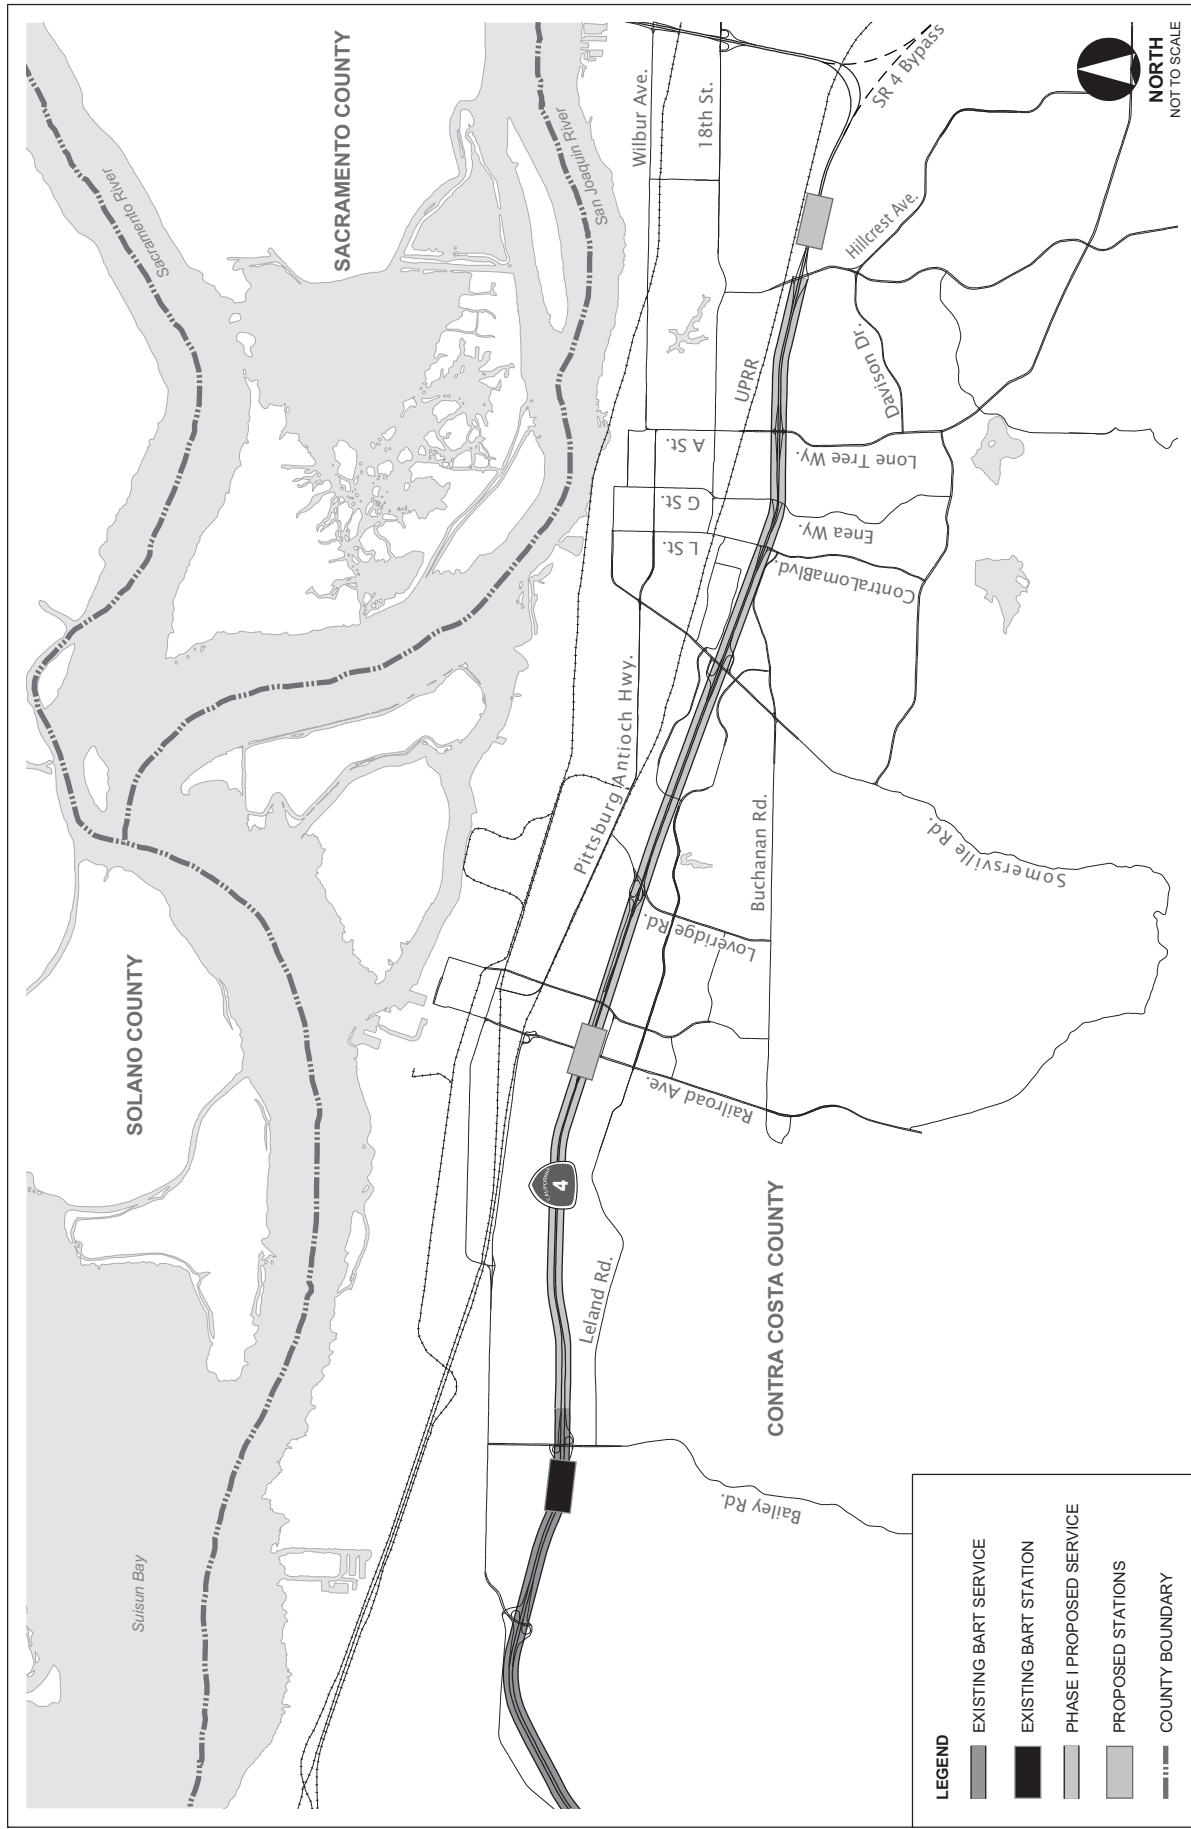 SOLANO COUNTY
SACRAMENTO COUNTY
Sacramento River
San Joaquin River
Suisun Bay
Wilbur Ave.
18th St.
SR 4 Bypass
Hillcrest Ave.
Davison Dr.
UPRR
A St.
G St.
L St.
Lone Tree Wy.
Enea Wy.
ContraLomaBlvd.
Pittsburg Antioch Hwy.
Buchanan Rd.
Somersville Rd.
Loveridge Rd.
Railroad Ave.
CALIFORNIA
4
Leland Rd.
CONTRA COSTA COUNTY
Bailey Rd.
NORTH
NOT TO SCALE
LEGEND
EXISTING BART SERVICE
EXISTING BART STATION
PHASE I PROPOSED SERVICE
PROPOSED STATIONS
COUNTY BOUNDARY